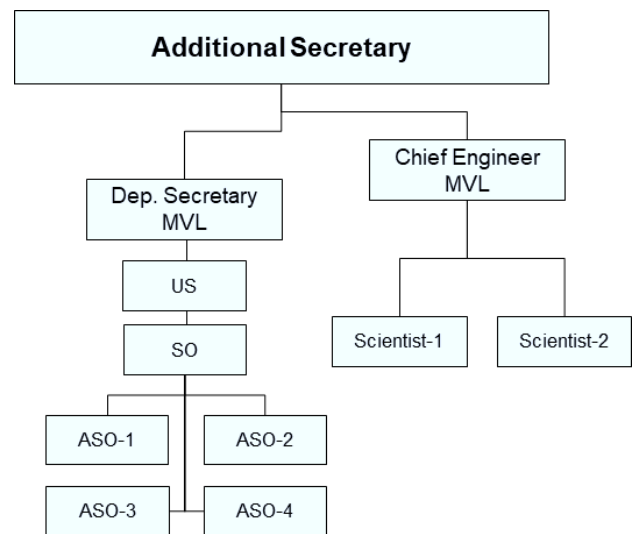 Additional Secretary
Chief Engineer
MVL
Dep. Secretary
MVL
US
SO
Scientist-1
Scientist-2
ASO-1
ASO-2
ASO-3
ASO-4